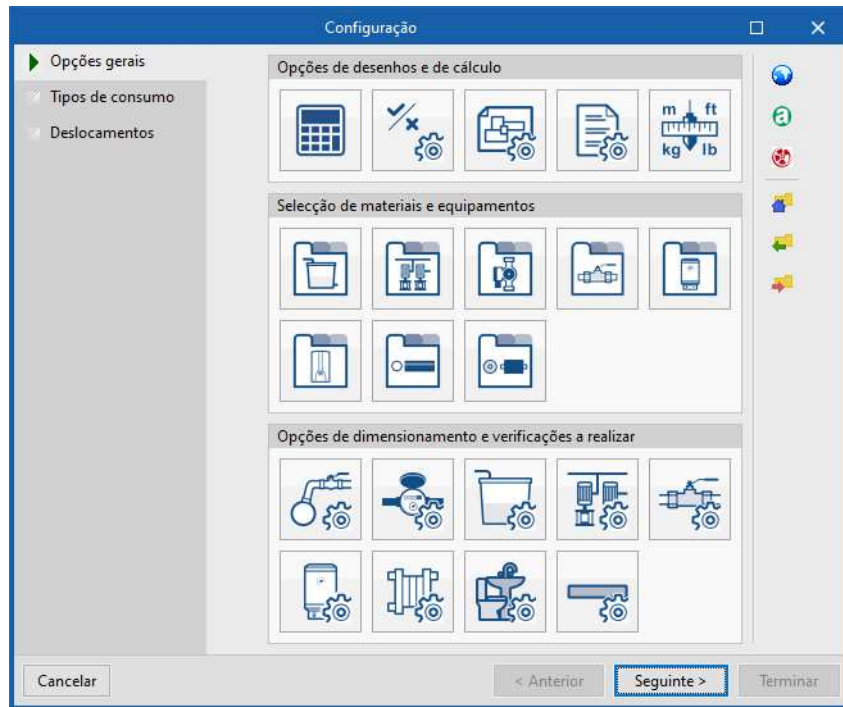 Configuração
Opções gerais
Tipos de consumo
Deslocamentos
Opções de desenhos e de cálculo
m ft
kg lb
Selecção de materiais e equipamentos
Opções de dimensionamento e verificações a realizar
Cancelar
< Anterior
Seguinte >
Terminar